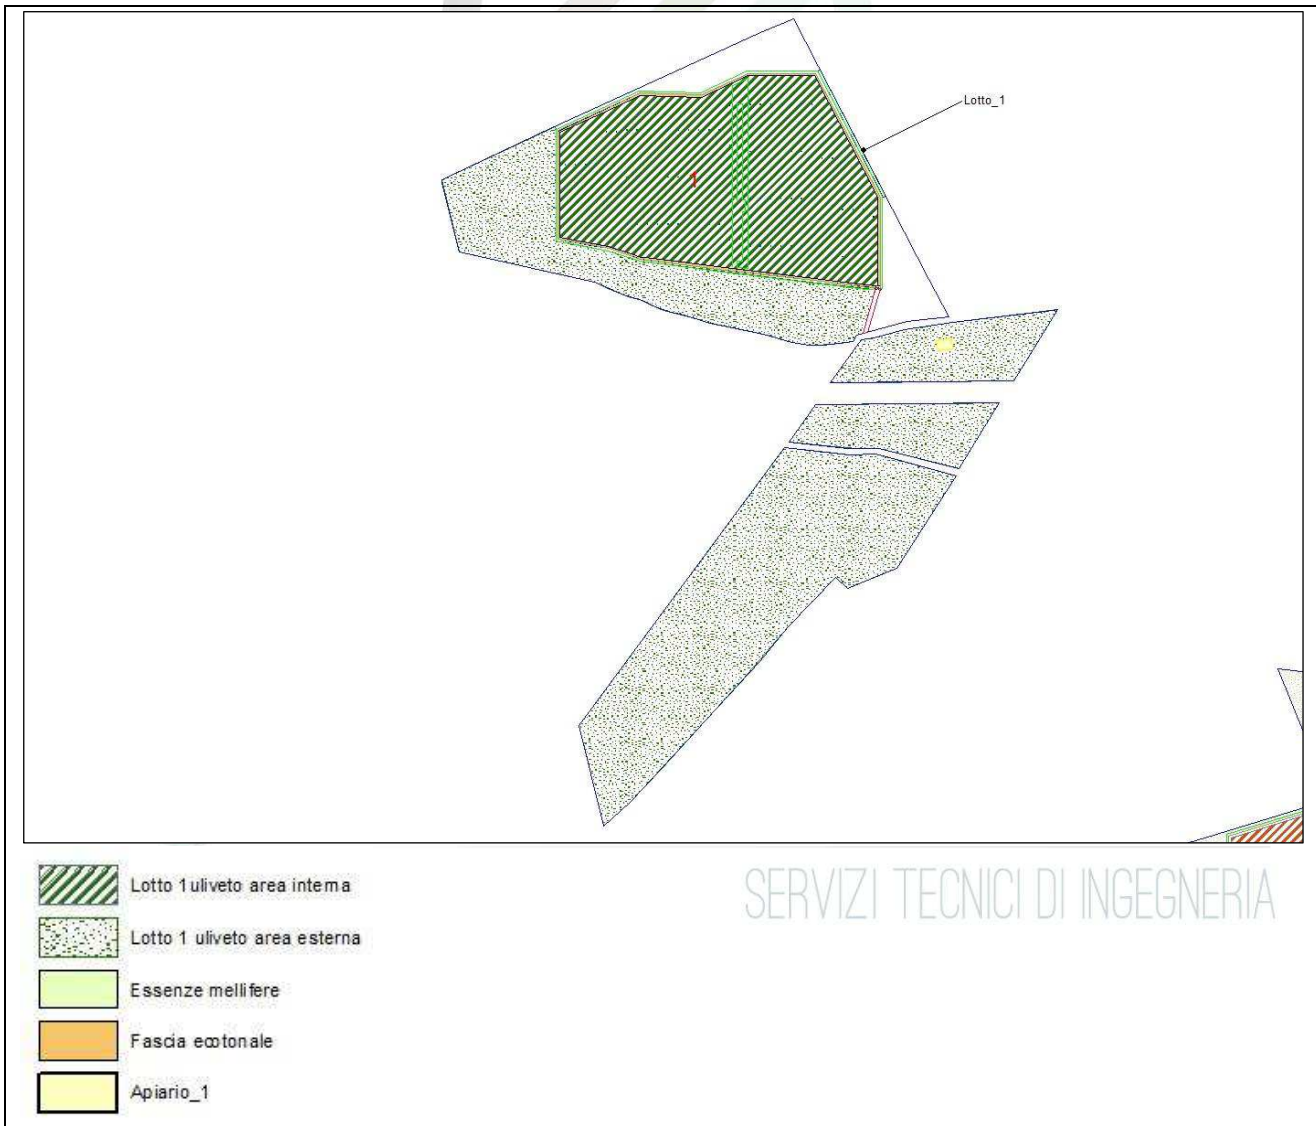 Lotto_1
1
Lotto 1 uliveto area interna
Lotto 1 uliveto area esterna
SERVIZI TECNICI DI INGEGNERIA
Essenze mellifere
Fascia ecotonale
Apiario_1